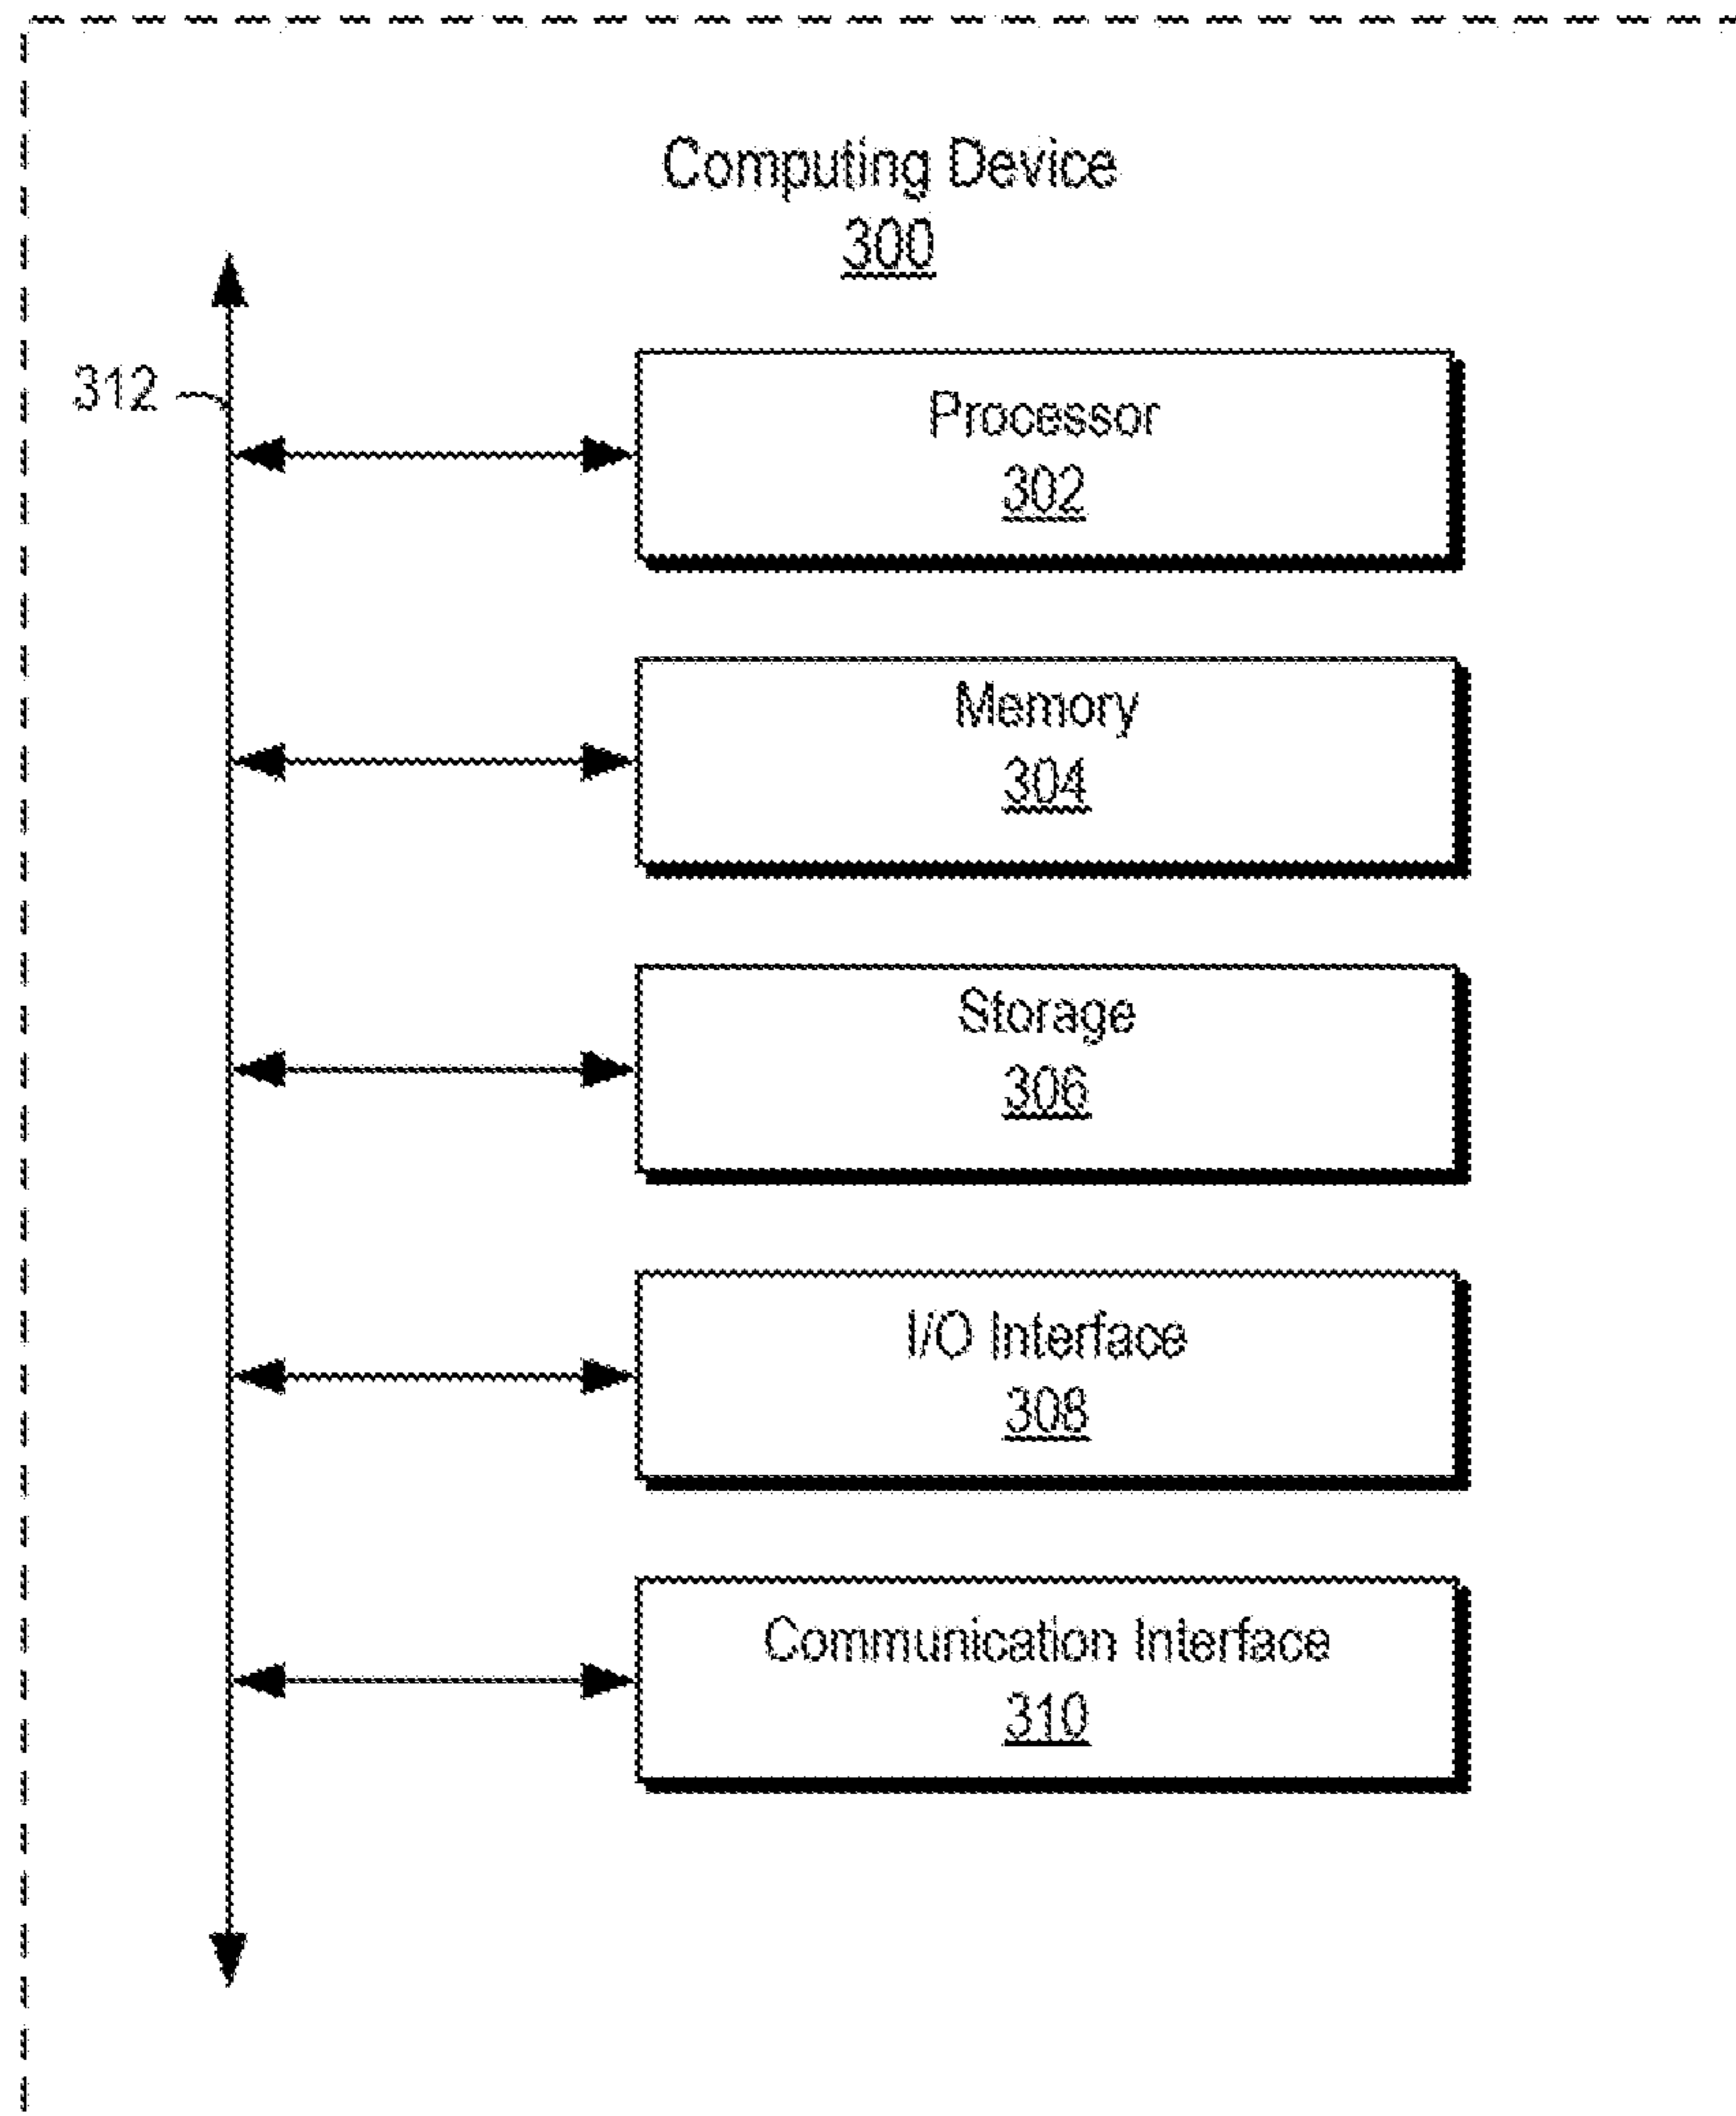 Computing Device
300
312
Processor
302
Memory
304
Storage
306
I/O Interface
308
Communication Interface
310